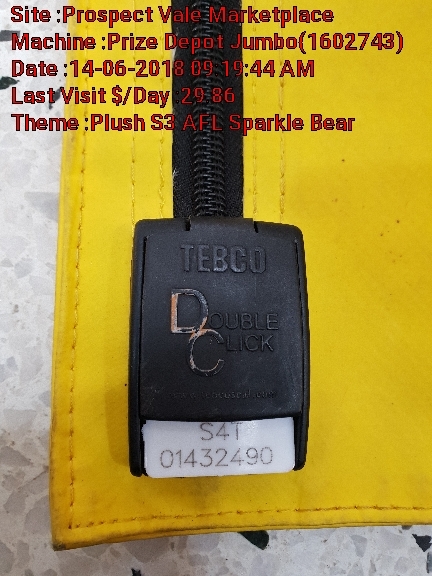 Site :Prospect Vale Marketplace
Machine :Prize Depot Jumbo(1602743)
Date :14-06-2018 09 19:44 AM
Last Visit $/Day :29.86
Theme :Plush S3 AFL Sparkle Bear
TEBCO
DOUBLE
CLICK
S4T
01432490